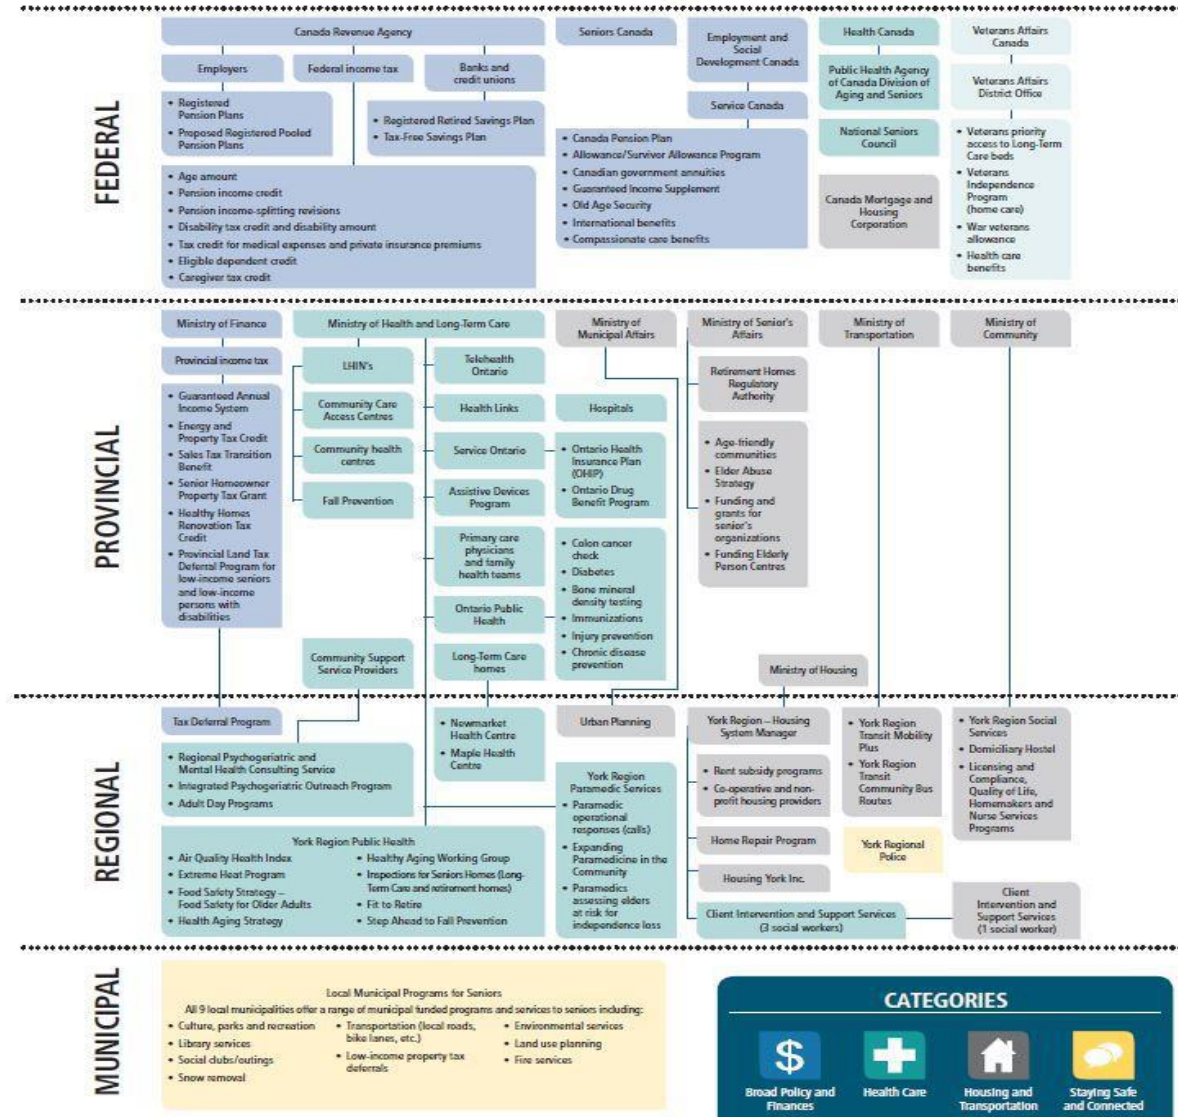 FEDERAL
Canada Revenue Agency
Employers
Federal income tax
Banks and
credit unions
• Registered
Pension Plans
• Proposed Registered Pooled
Pension Plans
• Registered Retired Savings Plan
• Tax-Free Savings Plan
• Age amount
• Pension income credit
• Pension income-splitting revisions
• Disability tax credit and disability amount
• Tax credit for medical expenses and private insurance premiums
• Eligible dependent credit
• Caregiver tax credit
Seniors Canada
Employment and
Social
Development Canada
Service Canada
• Canada Pension Plan
• Allowance/Survivor Allowance Program
• Canadian government annuities
• Guaranteed Income Supplement
• Old Age Security
• International benefits
• Compassionate care benefits
Health Canada
Public Health Agency
of Canada Division of
Aging and Seniors
National Seniors
Council
Canada Mortgage and
Housing
Corporation
Veterans Affairs
Canada
Veterans Affairs
District Office
• Veterans priority
access to Long-Term
Care beds
• Veterans
Independence
Program
(home care)
• War veterans
allowance
• Health care
benefits
PROVINCIAL
Ministry of Finance
Provincial income tax
• Guaranteed Annual
Income System
• Energy and
Property Tax Credit
• Sales Tax Transition
Benefit
• Senior Homeowner
Property Tax Grant
• Healthy Homes
Renovation Tax
Credit
• Provincial Land Tax
Deferral Program for
low-income seniors
and low-income
persons with
disabilities
Ministry of Health and Long-Term Care
LHIN's
Community Care
Access Centres
Community health
centres
Fall Prevention
Community Support
Service Providers
Telehealth
Ontario
Health Links
Service Ontario
Assistive Devices
Program
Primary care
physicians
and family
health teams
Ontario Public
Health
Long-Term Care
homes
Hospitals
• Ontario Health
Insurance Plan
(OHIP)
• Ontario Drug
Benefit Program
• Colon cancer
check
• Diabetes
• Bone mineral
density testing
• Immunizations
• Injury prevention
• Chronic disease
prevention
Ministry of
Municipal Affairs
Ministry of Senior's
Affairs
Retirement Homes
Regulatory
Authority
• Age-friendly
communities
• Elder Abuse
Strategy
• Funding and
grants for
senior's
organizations
• Funding Elderly
Person Centres
Ministry of Housing
Ministry of
Transportation
Ministry of
Community
REGIONAL
Tax Deferral Program
• Regional Psychogeriatric and
Mental Health Consulting Service
• Integrated Psychogeriatric Outreach Program
• Adult Day Programs
• Newmarket
Health Centre
• Maple Health
Centre
York Region Public Health
• Air Quality Health Index
• Extreme Heat Program
• Food Safety Strategy –
Food Safety for Older Adults
• Health Aging Strategy
• Healthy Aging Working Group
• Inspections for Seniors Homes (Long-
Term Care and retirement homes)
• Fit to Retire
• Step Ahead to Fall Prevention
Urban Planning
York Region
Paramedic Services
• Paramedic
operational
responses (calls)
• Expanding
Paramedicine in the
Community
• Paramedics
assessing elders
at risk for
independence loss
York Region – Housing
System Manager
• Rent subsidy programs
• Co-operative and non-
profit housing providers
Home Repair Program
Housing York Inc.
Client Intervention and Support Services
(3 social workers)
• York Region
Transit Mobility
Plus
• York Region
Transit
Community Bus
Routes
York Regional
Police
• York Region Social
Services
• Domiciliary Hostel
• Licensing and
Compliance,
Quality of Life,
Homemakers and
Nurse Services
Programs
Client
Intervention and
Support Services
(1 social worker)
MUNICIPAL
Local Municipal Programs for Seniors
All 9 local municipalities offer a range of municipal funded programs and services to seniors including:
• Culture, parks and recreation
• Library services
• Social clubs/outings
• Snow removal
• Transportation (local roads,
bike lanes, etc.)
• Low-income property tax
deferrals
• Environmental services
• Land use planning
• Fire services
CATEGORIES
$
Broad Policy and
Finances
Health Care
Housing and
Transportation
Staying Safe
and Connected